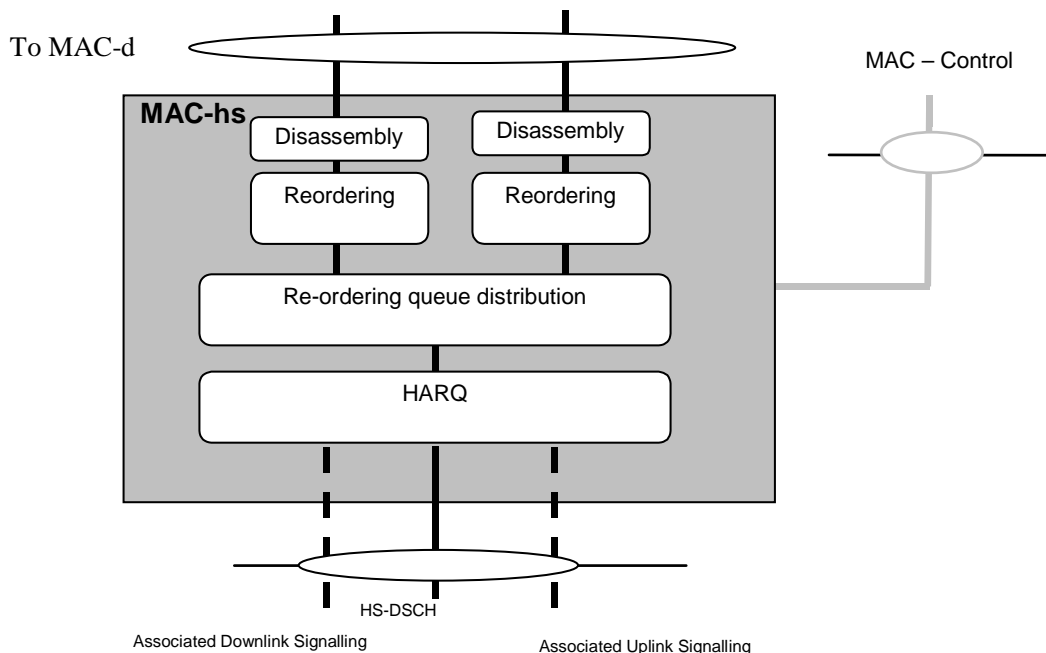 To MAC-d
MAC – Control
MAC-hs
Disassembly
Disassembly
Reordering
Reordering
Re-ordering queue distribution
HARQ
HS-DSCH
Associated Downlink Signalling
Associated Uplink Signalling